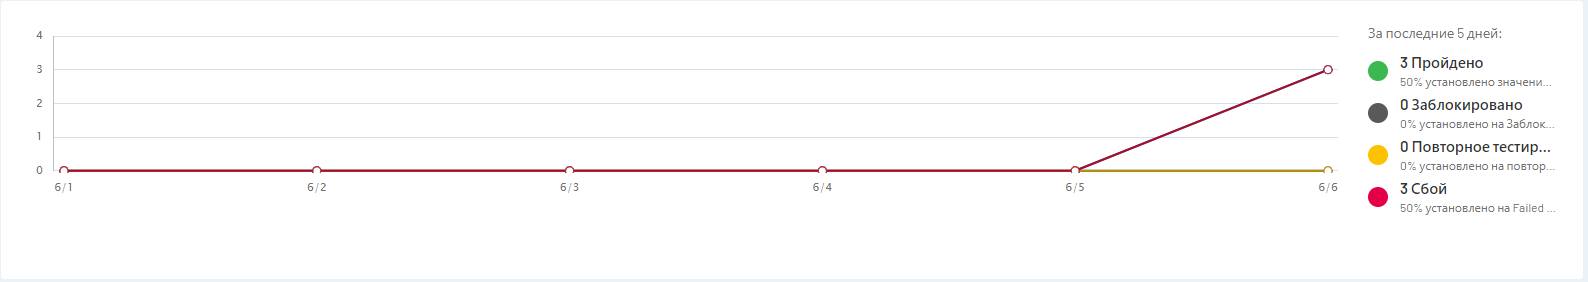 4
3
2
1
0
6/1 6/2 6/3 6/4 6/5 6/6
За последние 5 дней:
3 Пройдено
50% установлено значени...
0 Заблокировано
0% установлено на Заблок...
0 Повторное тестир...
0% установлено на повтор...
3 Сбой
50% установлено на Failed ...